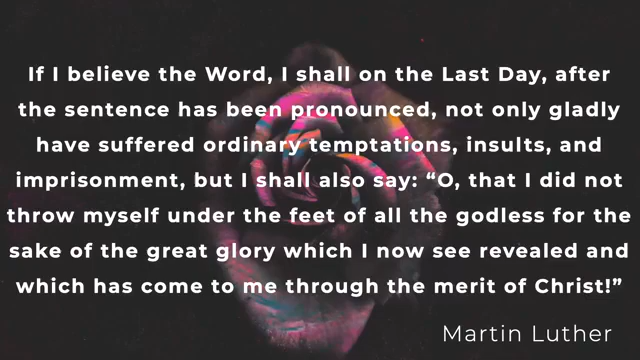 If I believe the Word, I shall on the Last Day, after
the sentence has been pronounced, not only gladly
have suffered ordinary temptations, insults, and
imprisonment, but I shall also say: “O, that I did not
throw myself under the feet of all the godless for the
sake of the great glory which I now see revealed and
which has come to me through the merit of Christ!”
Martin Luther